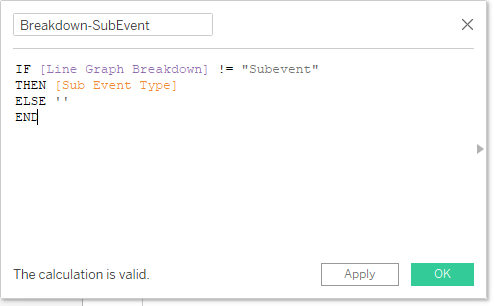 Breakdown-SubEvent
IF [Line Graph Breakdown] != "Subevent"
THEN [Sub Event Type]
ELSE ''
END
The calculation is valid.
Apply
OK